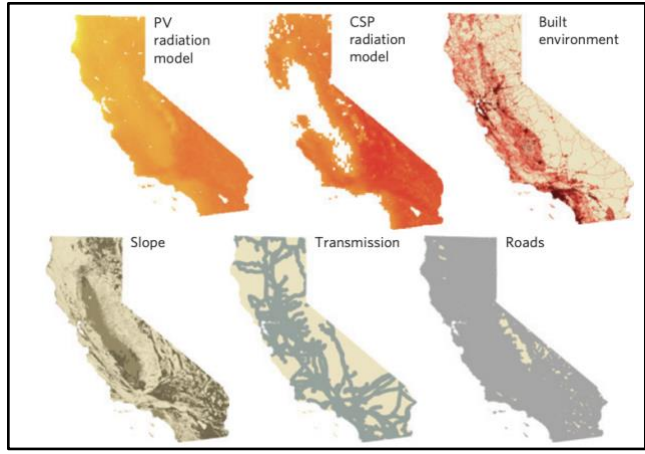 PV
radiation
model
CSP
radiation
model
Built
environment
Slope
Transmission
Roads